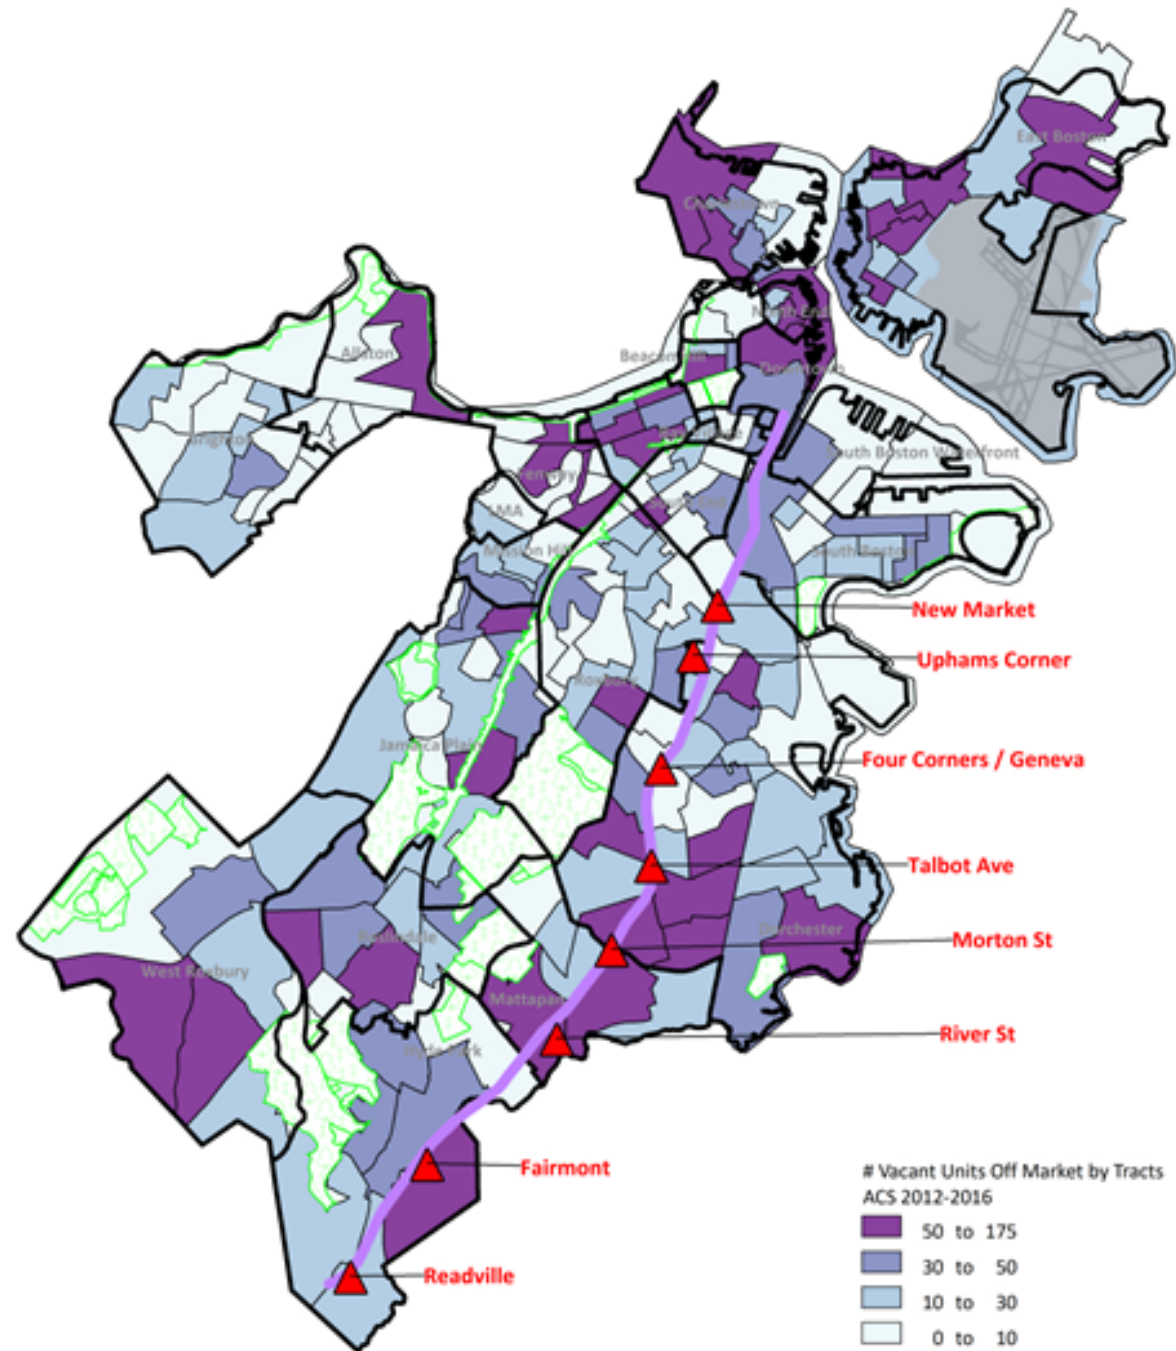 East Boston
Charlestown
North End
Beacon Hill
Downtown
Allston
Brighton
South Boston Waterfront
Fenway
South End
LMA
Mission Hill
South Boston
New Market
Uphams Corner
Roxbury
Jamaica Plain
Four Corners / Geneva
Talbot Ave
Dorchester
Roslindale
Morton St
West Roxbury
Mattapan
River St
Hyde Park
Fairmont
Readville
# Vacant Units Off Market by Tracts
ACS 2012-2016
50 to 175
30 to 50
10 to 30
0 to 10